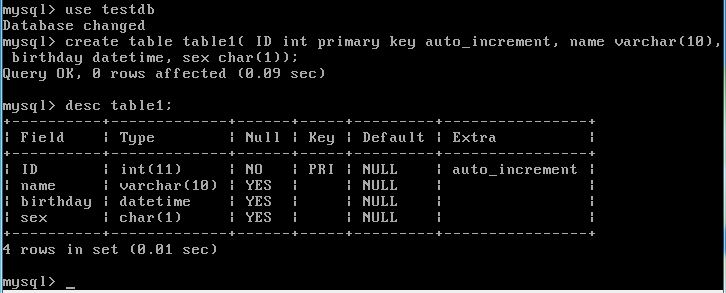 mysql> use testdb
Database changed
mysql> create table table1( ID int primary key auto_increment, name varchar(10),
 birthday datetime, sex char(1));
Query OK, 0 rows affected (0.09 sec)

mysql> desc table1;
+----------+-------------+------+-----+---------+----------------+
| Field    | Type        | Null | Key | Default | Extra          |
+----------+-------------+------+-----+---------+----------------+
| ID       | int(11)     | NO   | PRI | NULL    | auto_increment |
| name     | varchar(10) | YES  |     | NULL    |                |
| birthday | datetime    | YES  |     | NULL    |                |
| sex      | char(1)     | YES  |     | NULL    |                |
+----------+-------------+------+-----+---------+----------------+
4 rows in set (0.01 sec)

mysql> _